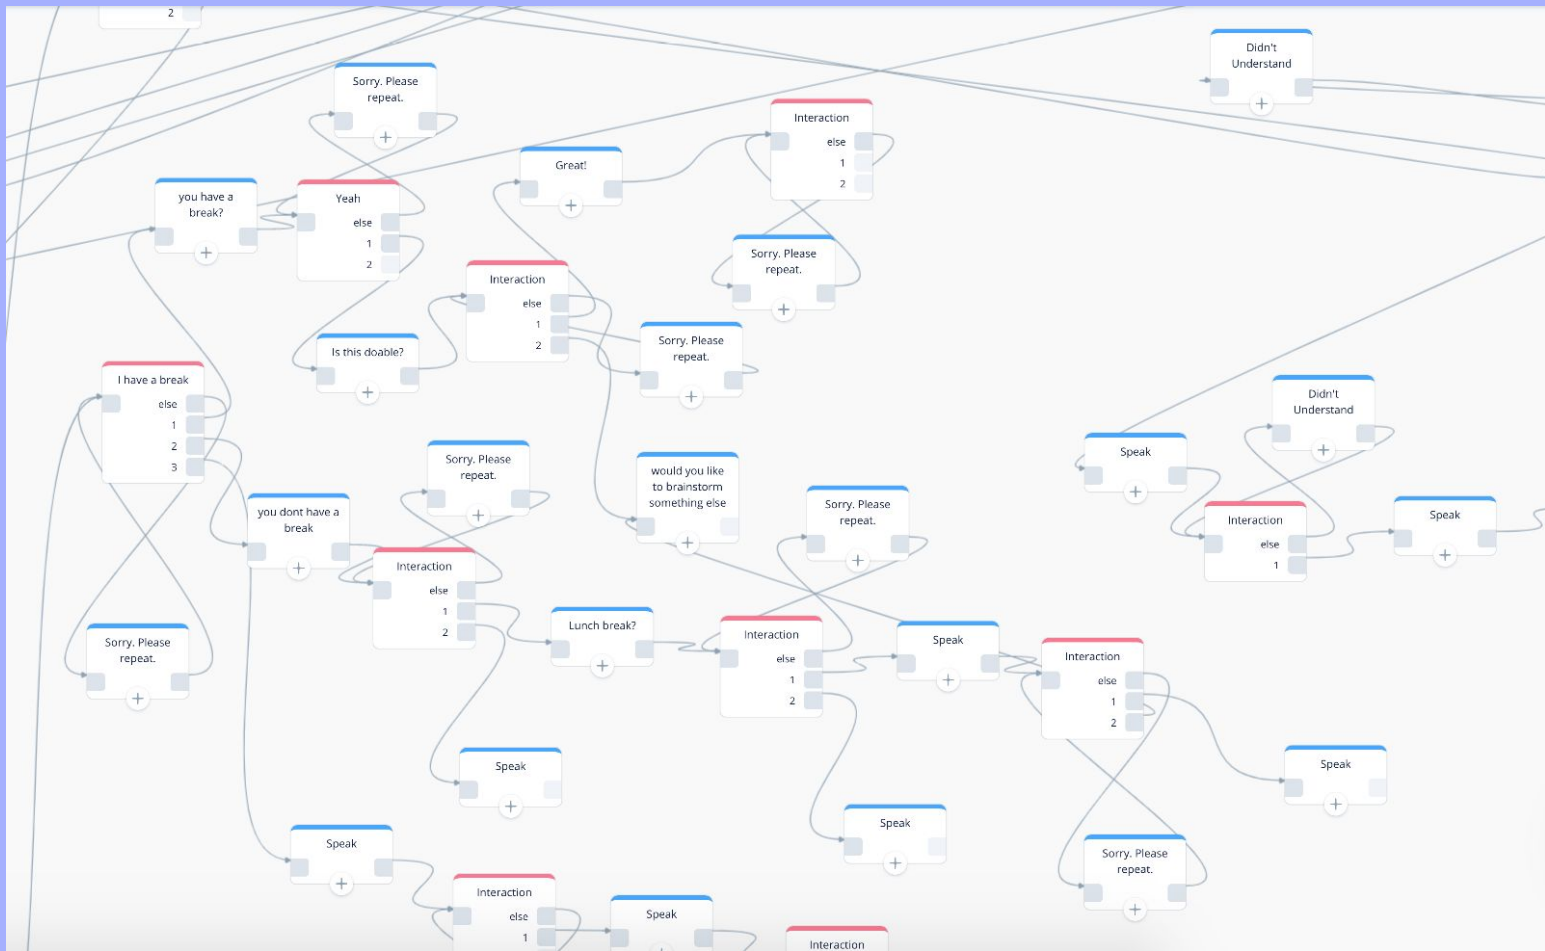 2
Didn't
Understand
Sorry. Please
repeat.
Interaction
else
1
2
Great!
you have a
break?
Yeah
else
1
2
Sorry. Please
repeat.
Interaction
else
1
2
Is this doable?
Sorry. Please
repeat.
I have a break
else
1
2
3
Didn't
Understand
Speak
Sorry. Please
repeat.
would you like
to brainstorm
something else
Sorry. Please
repeat.
you dont have a
break
Interaction
else
1
Speak
Interaction
else
1
2
Lunch break?
Interaction
else
1
2
Speak
Interaction
else
1
2
Sorry. Please
repeat.
Speak
Speak
Speak
Speak
Sorry. Please
repeat.
Interaction
else
1
Speak
Interaction